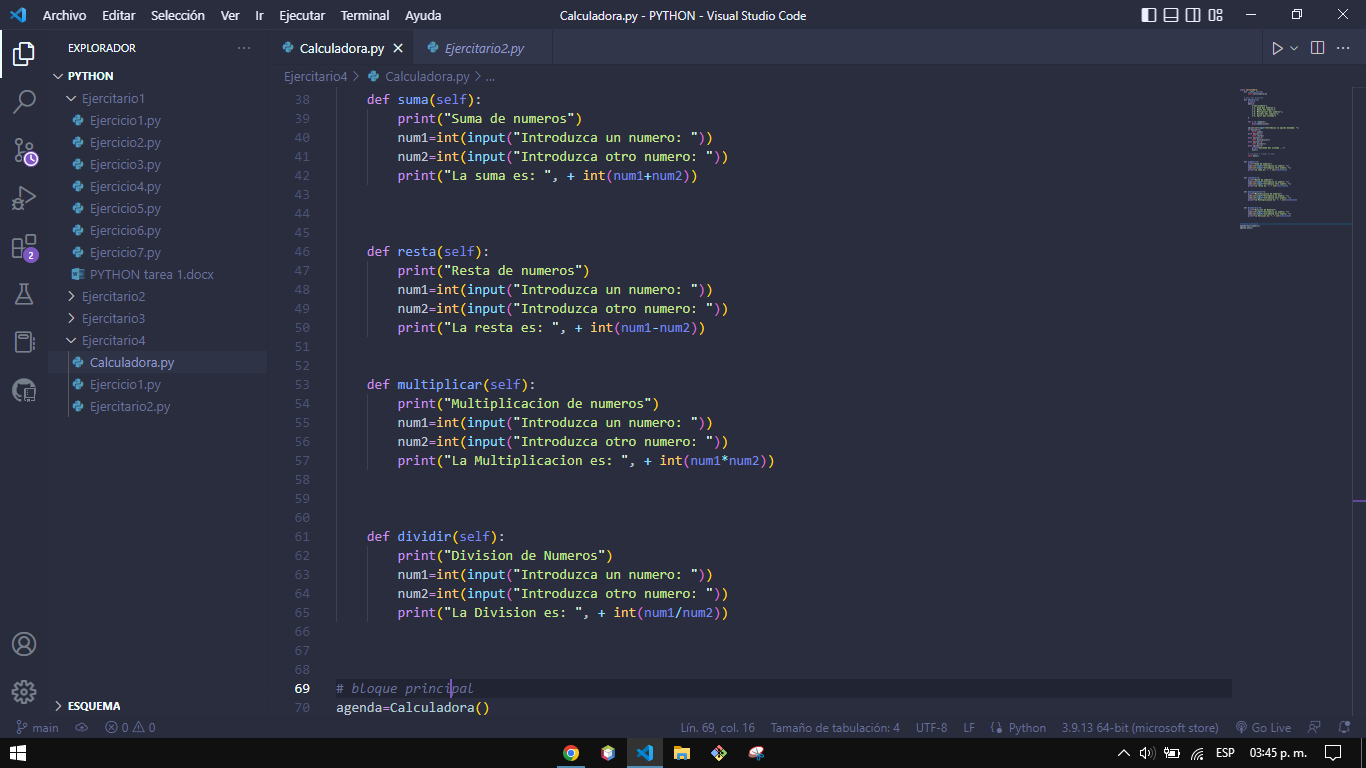 Archivo Editar Selección Ver Ir Ejecutar Terminal Ayuda Calculadora.py - PYTHON - Visual Studio Code
EXPLORADOR
PYTHON
Ejercitario1
Ejercicio1.py
Ejercicio2.py
Ejercicio3.py
Ejercicio4.py
Ejercicio5.py
Ejercicio6.py
Ejercicio7.py
PYTHON tarea 1.docx
Ejercitario2
Ejercitario3
Ejercitario4
Calculadora.py
Ejercicio1.py
Ejercitario2.py
ESQUEMA
2
Calculadora.py Ejercitario2.py
Ejercitario4 > Calculadora.py > ...
38 def suma(self):
39 print("Suma de numeros")
40 num1=int(input("Introduzca un numero: "))
41 num2=int(input("Introduzca otro numero: "))
42 print("La suma es: ", + int(num1+num2))
43
44
45
46 def resta(self):
47 print("Resta de numeros")
48 num1=int(input("Introduzca un numero: "))
49 num2=int(input("Introduzca otro numero: "))
50 print("La resta es: ", + int(num1-num2))
51
52
53 def multiplicar(self):
54 print("Multiplicacion de numeros")
55 num1=int(input("Introduzca un numero: "))
56 num2=int(input("Introduzca otro numero: "))
57 print("La Multiplicacion es: ", + int(num1*num2))
58
59
60
61 def dividir(self):
62 print("Division de Numeros")
63 num1=int(input("Introduzca un numero: "))
64 num2=int(input("Introduzca otro numero: "))
65 print("La Division es: ", + int(num1/num2))
66
67
68
69 # bloque principal
70 agenda=Calculadora()
main 0 0 Lín. 69, col. 16 Tamaño de tabulación: 4 UTF-8 LF Python 3.9.13 64-bit (microsoft store) Go Live
ESP 03:45 p. m.